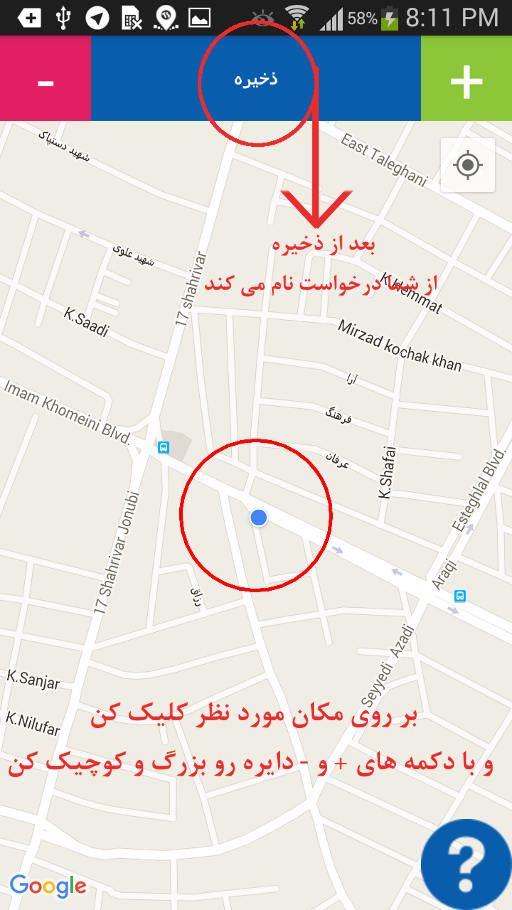 58% 8:11 PM
-
ذخیره
+
شهید دستپاک
East Taleghani
بعد از ذخیره
شهید علوی
از شما درخواست نام می کند
K.Hemmat
17 shahrivar
K.Saadi
Mirzad kochak khan
آرا
Imam Khomeini Blvd.
فرهنگ
عرفان
K.Shafai
Esteghlal Blvd.
17 Shahrivar Jonubi
Araqi
Seyyedi Azadi
K.Sanjar
بر روی مکان مورد نظر کلیک کن
K.Nilufar
و با دکمه های + و - دایره رو بزرگ و کوچیک کن
?
Google